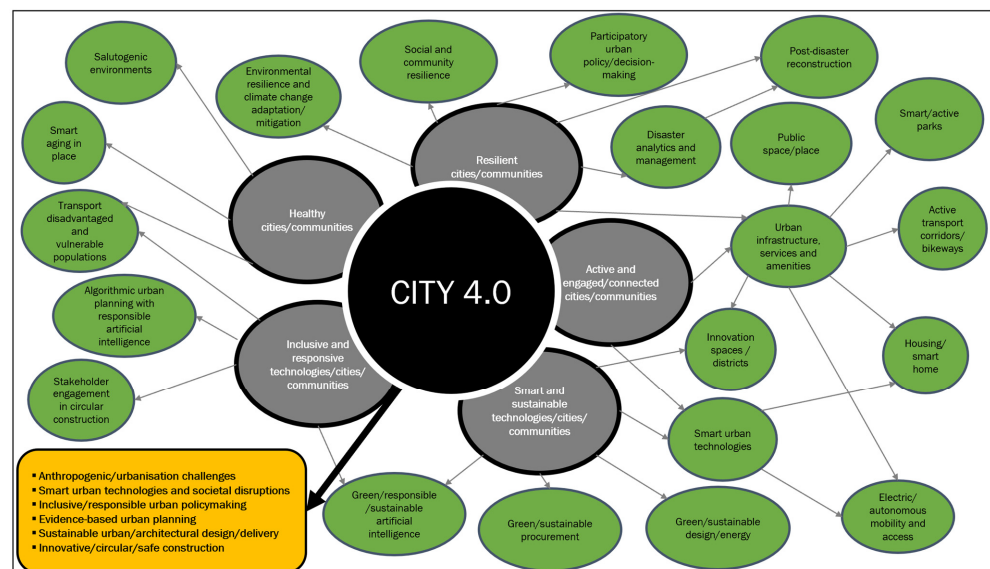 Salutogenic
environments
Environmental
resilience and
climate change
adaptation/
mitigation
Social and
community
resilience
Participatory
urban
policy/decision-
making
Post-disaster
reconstruction
Smart
aging in
place
Resilient
cities/communities
Disaster
analytics and
management
Public
space/place
Smart/active
parks
Transport
disadvantaged
and
vulnerable
populations
Healthy
cities/communities
CITY 4.0
Active and
engaged/connected
cities/communities
Urban
infrastructure,
services and
amenities
Active
transport
corridors/
bikeways
Algorithmic urban
planning with
responsible
artificial
intelligence
Inclusive and
responsive
technologies/cities/
communities
Innovation
spaces /
districts
Housing/
smart
home
Stakeholder
engagement
in circular
construction
Smart and
sustainable
technologies/cities/
communities
Smart urban
technologies
▪ Anthropogenic/urbanisation challenges
▪ Smart urban technologies and societal disruptions
▪ Inclusive/responsible urban policymaking
▪ Evidence-based urban planning
▪ Sustainable urban/architectural design/delivery
▪ Innovative/circular/safe construction
Green/responsible
/sustainable
artificial
intelligence
Green/sustainable
procurement
Green/sustainable
design/energy
Electric/
autonomous
mobility and
access